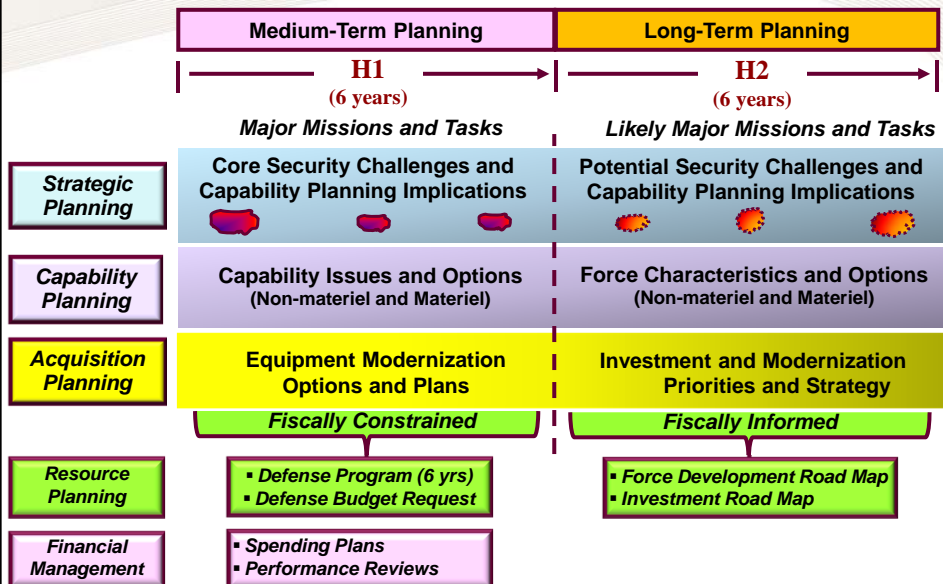 Medium-Term Planning
Long-Term Planning
H1
(6 years)
H2
(6 years)
Major Missions and Tasks
Likely Major Missions and Tasks
Strategic
Planning
Core Security Challenges and
Capability Planning Implications
Potential Security Challenges and
Capability Planning Implications
Capability
Planning
Capability Issues and Options
(Non-materiel and Materiel)
Force Characteristics and Options
(Non-materiel and Materiel)
Acquisition
Planning
Equipment Modernization
Options and Plans
Investment and Modernization
Priorities and Strategy
Fiscally Constrained
Fiscally Informed
Resource
Planning
▪ Defense Program (6 yrs)
▪ Defense Budget Request
▪ Force Development Road Map
▪ Investment Road Map
Financial
Management
▪ Spending Plans
▪ Performance Reviews